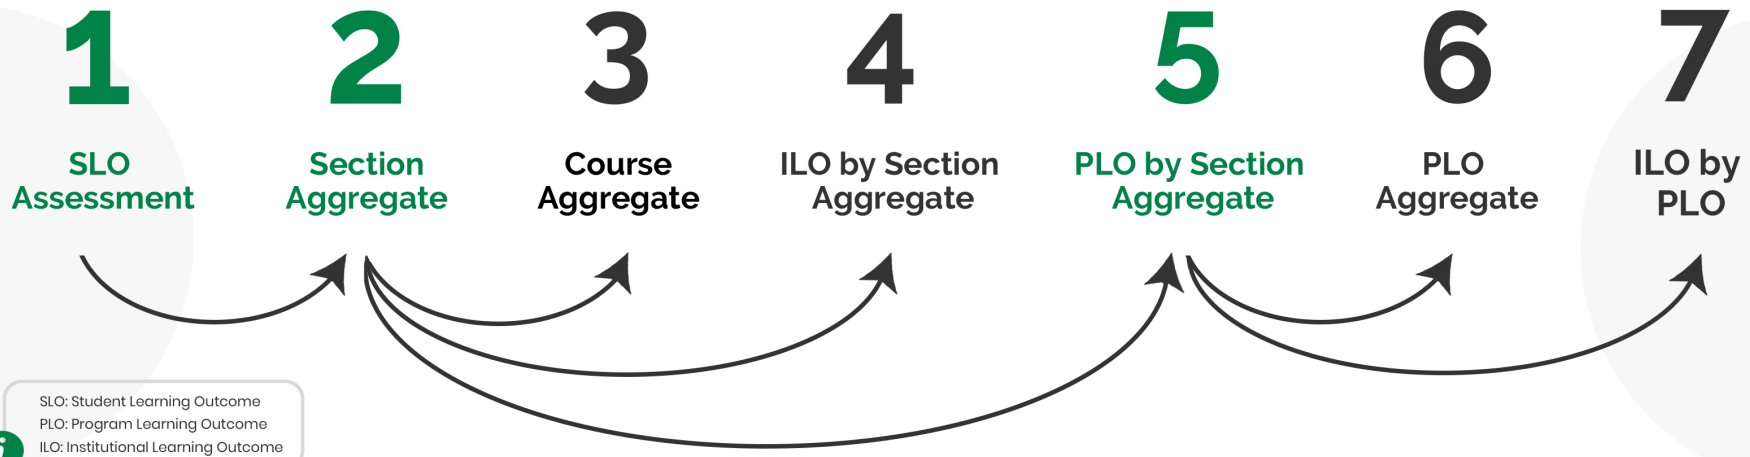 1
SLO
Assessment
2
Section
Aggregate
3
Course
Aggregate
4
ILO by Section
Aggregate
5
PLO by Section
Aggregate
6
PLO
Aggregate
7
ILO by
PLO
SLO: Student Learning Outcome
PLO: Program Learning Outcome
ILO: Institutional Learning Outcome
i